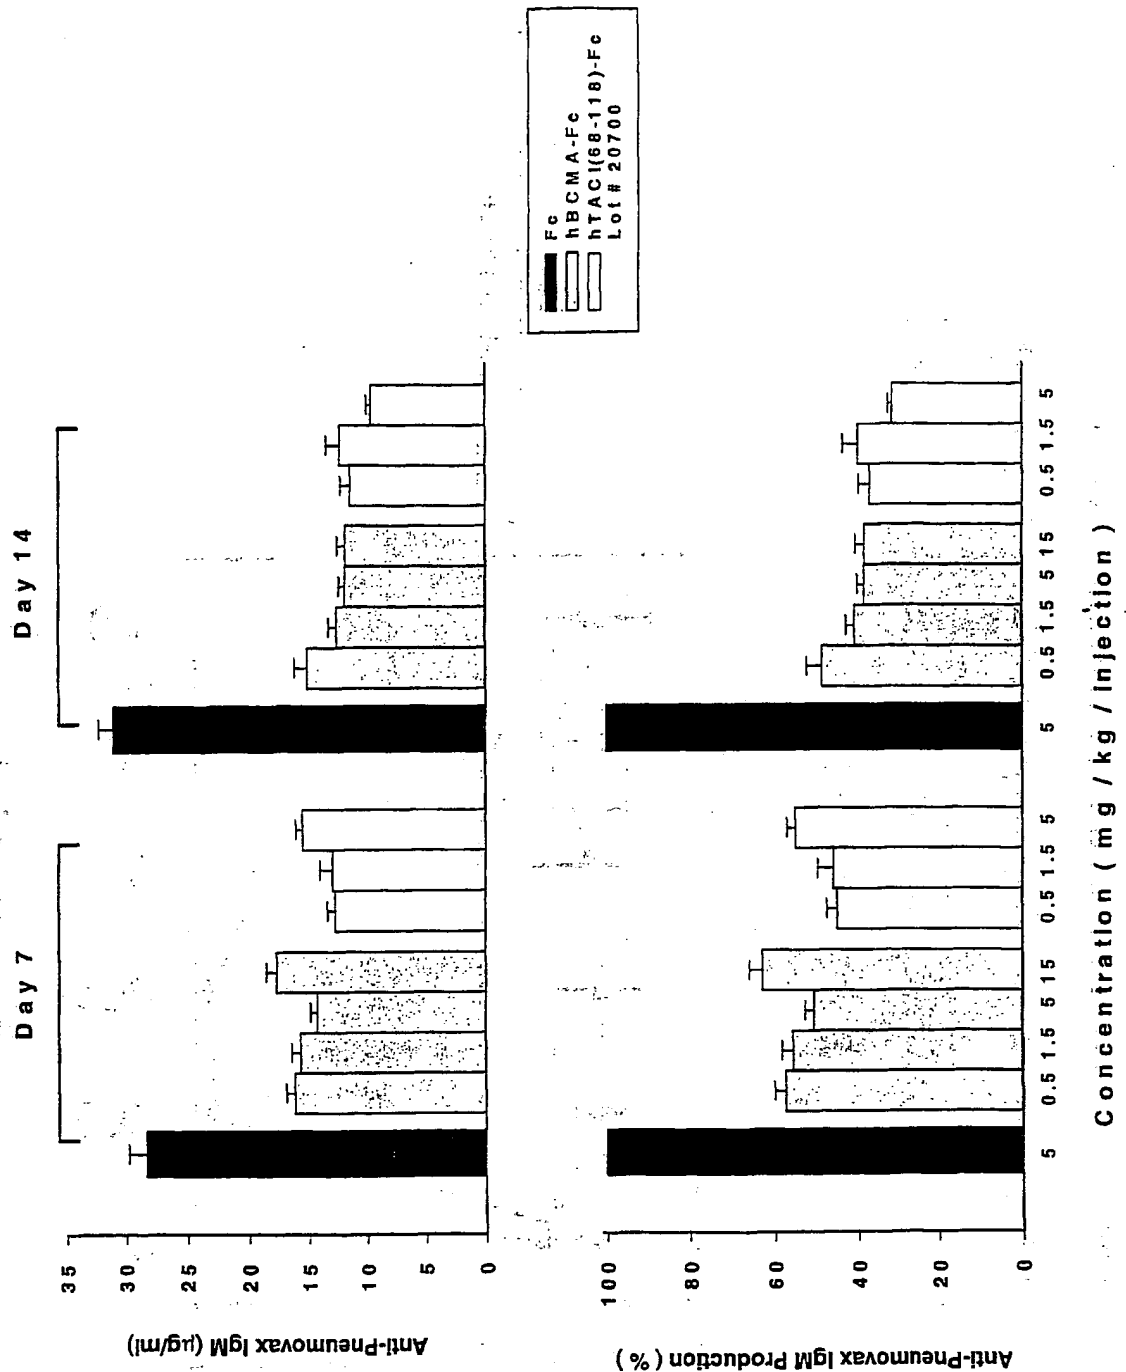 Day 7
Day 14
Anti-Pneumovax IgM (µg/ml)
35
30
25
20
15
10
5
0
Fc
hBCMA-Fc
hTACI(68-118)-Fc
Lot # 20700
Anti-Pneumovax IgM Production (%)
100
80
60
40
20
0
5 0.5 1.5 5 15 0.5 1.5 5 5 0.5 1.5 5 15 0.5 1.5 5
Concentration (mg/kg/injection)